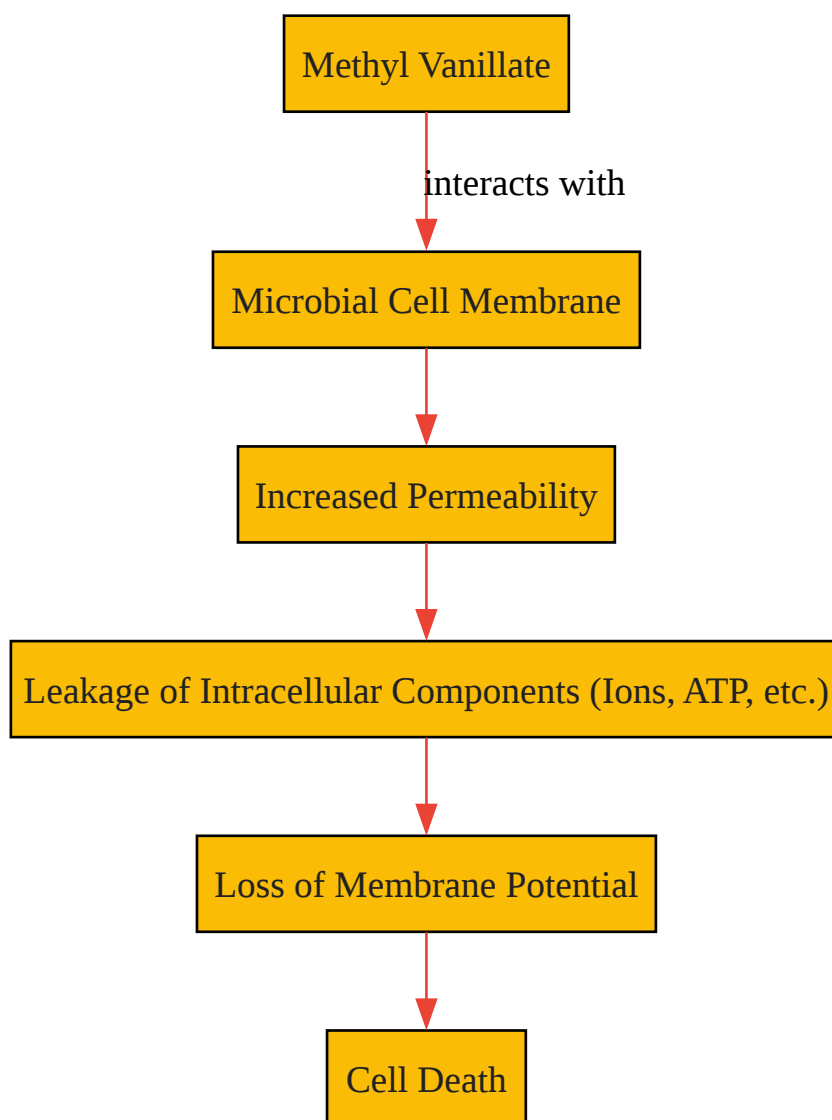 Methyl Vanillate
interacts with
Microbial Cell Membrane
Increased Permeability
Leakage of Intracellular Components (Ions, ATP, etc.)
Loss of Membrane Potential
Cell Death